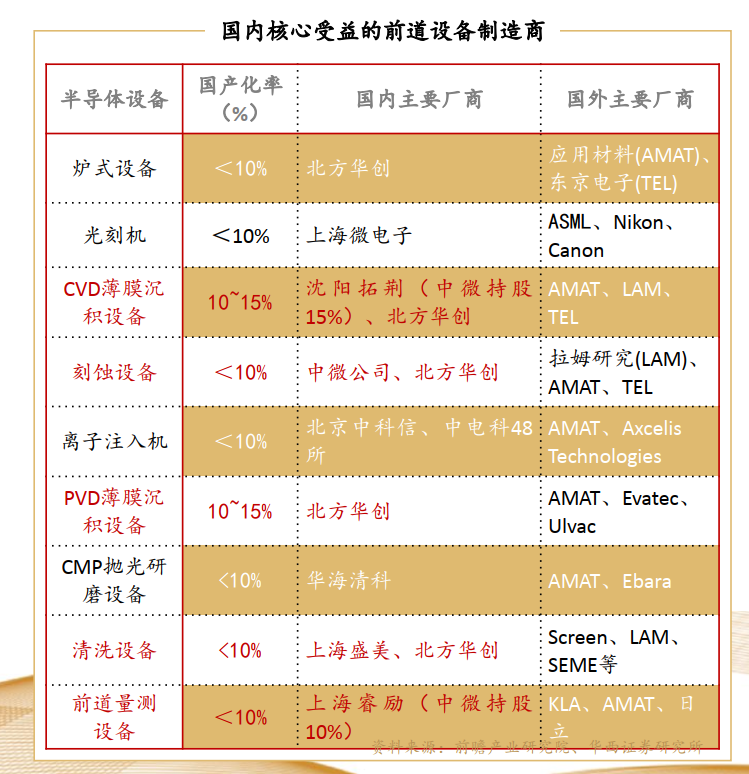 国内核心受益的前道设备制造商
半导体设备 国产化率（%） 国内主要厂商 国外主要厂商
炉式设备 ＜10% 北方华创 应用材料(AMAT)、东京电子(TEL)
光刻机 ＜10% 上海微电子 ASML、Nikon、Canon
CVD薄膜沉积设备 10~15% 沈阳拓荆（中微持股15%）、北方华创 AMAT、LAM、TEL
刻蚀设备 ＜10% 中微公司、北方华创 拉姆研究(LAM)、AMAT、TEL
离子注入机 ＜10% 北京中科信、中电科48所 AMAT、Axcelis Technologies
PVD薄膜沉积设备 10~15% 北方华创 AMAT、Evatec、Ulvac
CMP抛光研磨设备 <10% 华海清科 AMAT、Ebara
清洗设备 <10% 上海盛美、北方华创 Screen、LAM、SEME等
前道量测设备 ＜10% 上海睿励（中微持股10%） KLA、AMAT、日立
资料来源：前瞻产业研究院、华西证券研究所